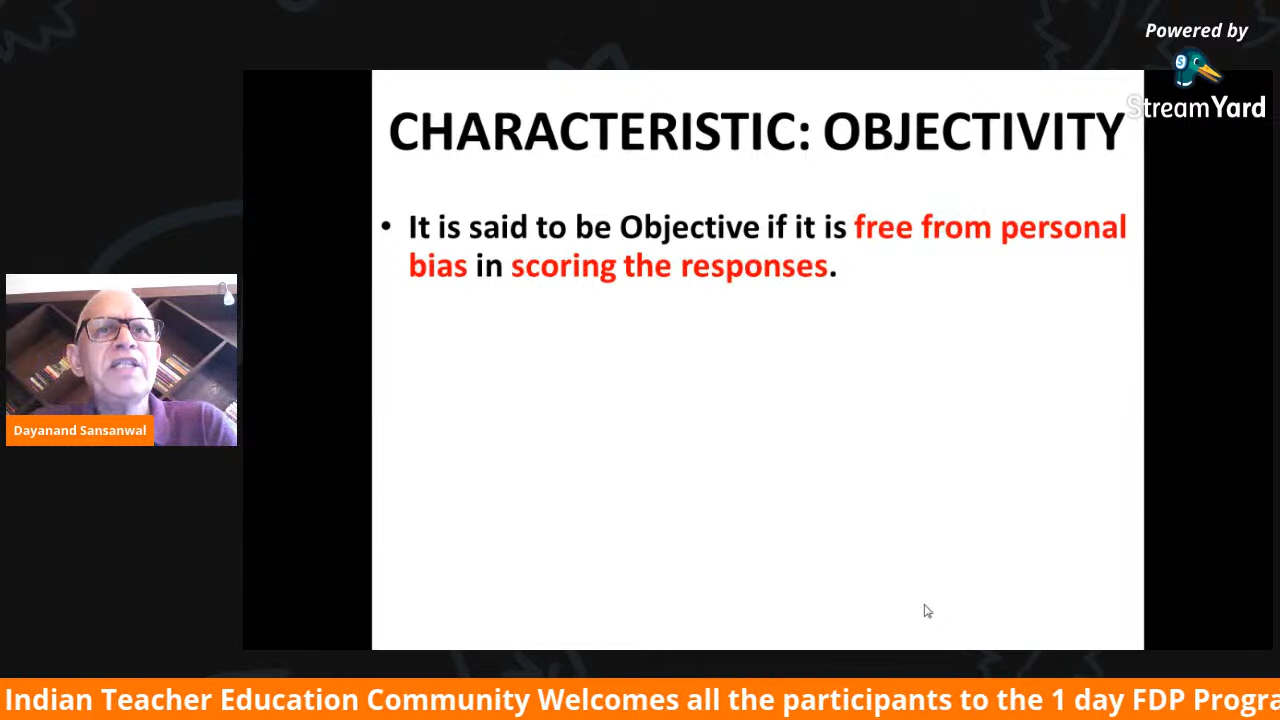 Powered by
StreamYard
CHARACTERISTIC: OBJECTIVITY
• It is said to be Objective if it is free from personal
bias in scoring the responses.
Dayanand Sansanwal
Indian Teacher Education Community Welcomes all the participants to the 1 day FDP Progra